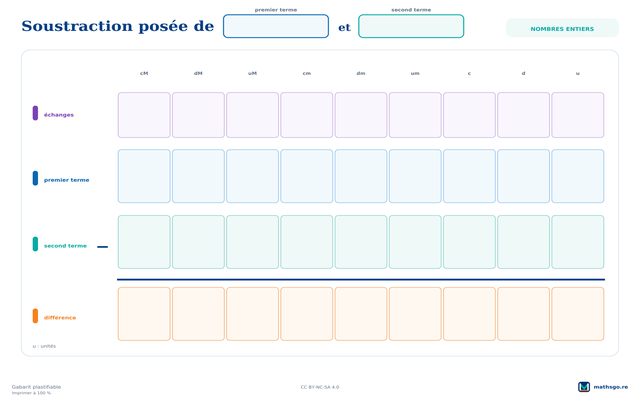 premier terme
second terme
Soustraction posée de
et
NOMBRES ENTIERS
cM dM uM cm dm um c d u
échanges
premier terme
second terme —
différence
u : unités
Gabarit plastifiable
Imprimer à 100 %
CC BY-NC-SA 4.0
mathsgo.re